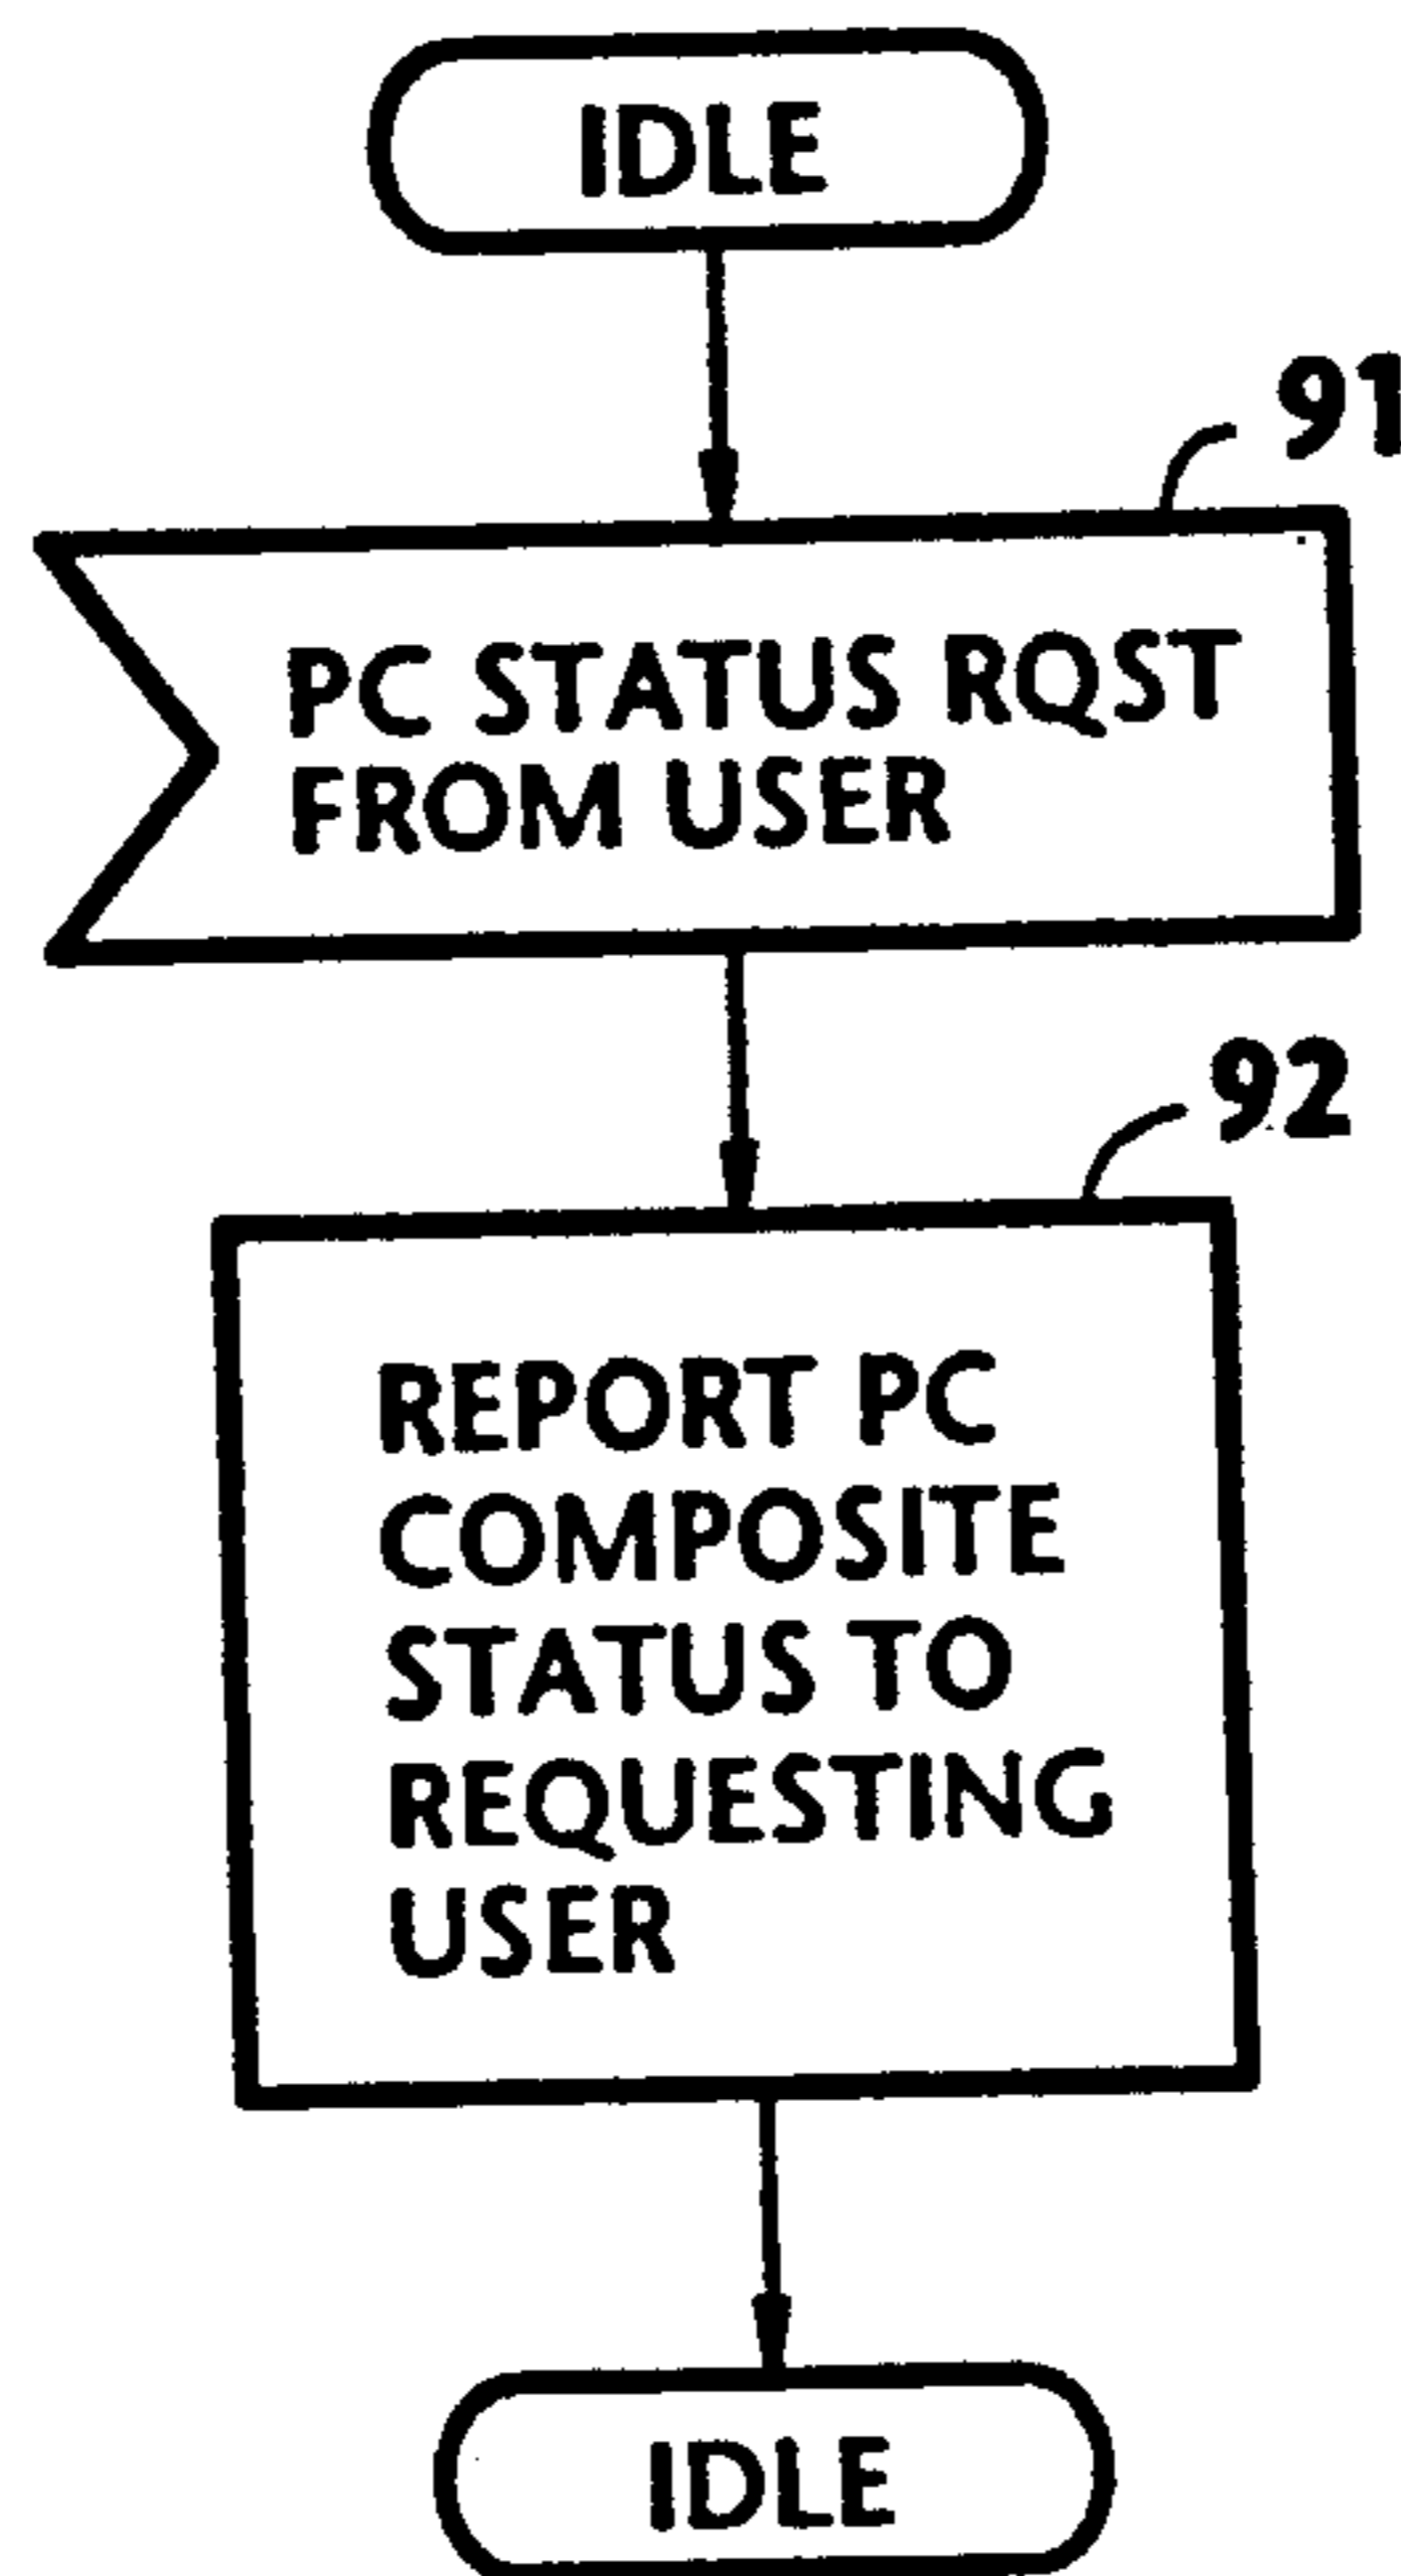 IDLE
91
PC STATUS RQST
FROM USER
92
REPORT PC
COMPOSITE
STATUS TO
REQUESTING
USER
IDLE